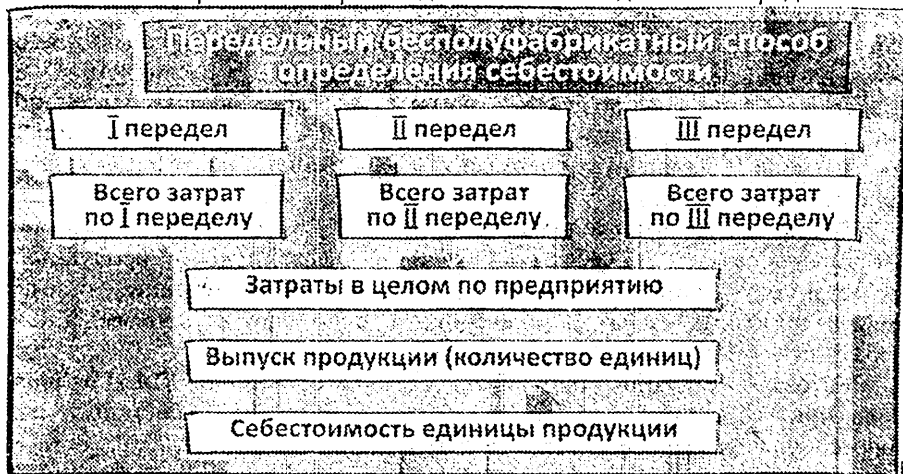 Передельный бесполуфабрикатный способ
определения себестоимости
I передел
II передел
III передел
Всего затрат
по I переделу
Всего затрат
по II переделу
Всего затрат
по III переделу
Затраты в целом по предприятию
Выпуск продукции (количество единиц)
Себестоимость единицы продукции